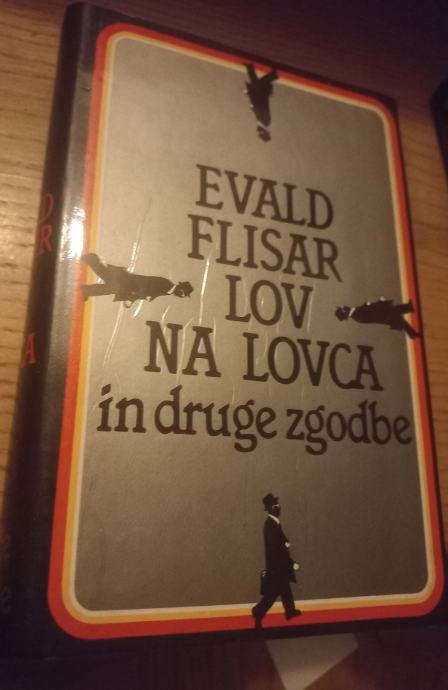 EVALD
FLISAR
LOV
NA LOVCA
in druge zgodbe